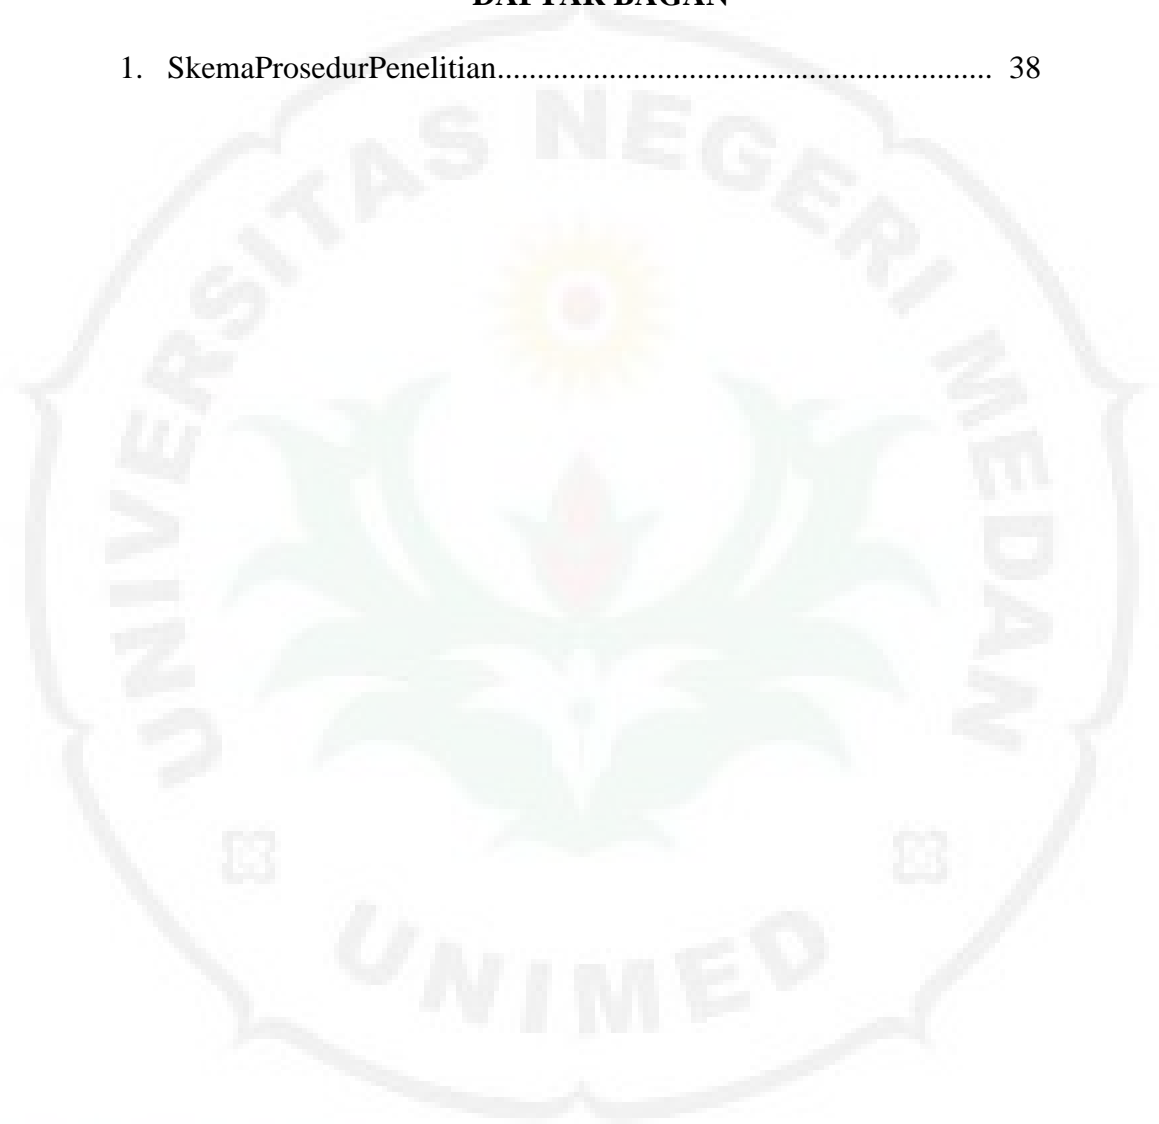 DAFTAR BAGAN
1. SkemaProsedurPenelitian.............................................................. 38
UNIVERSITAS NEGERI MEDAN
UNIMED